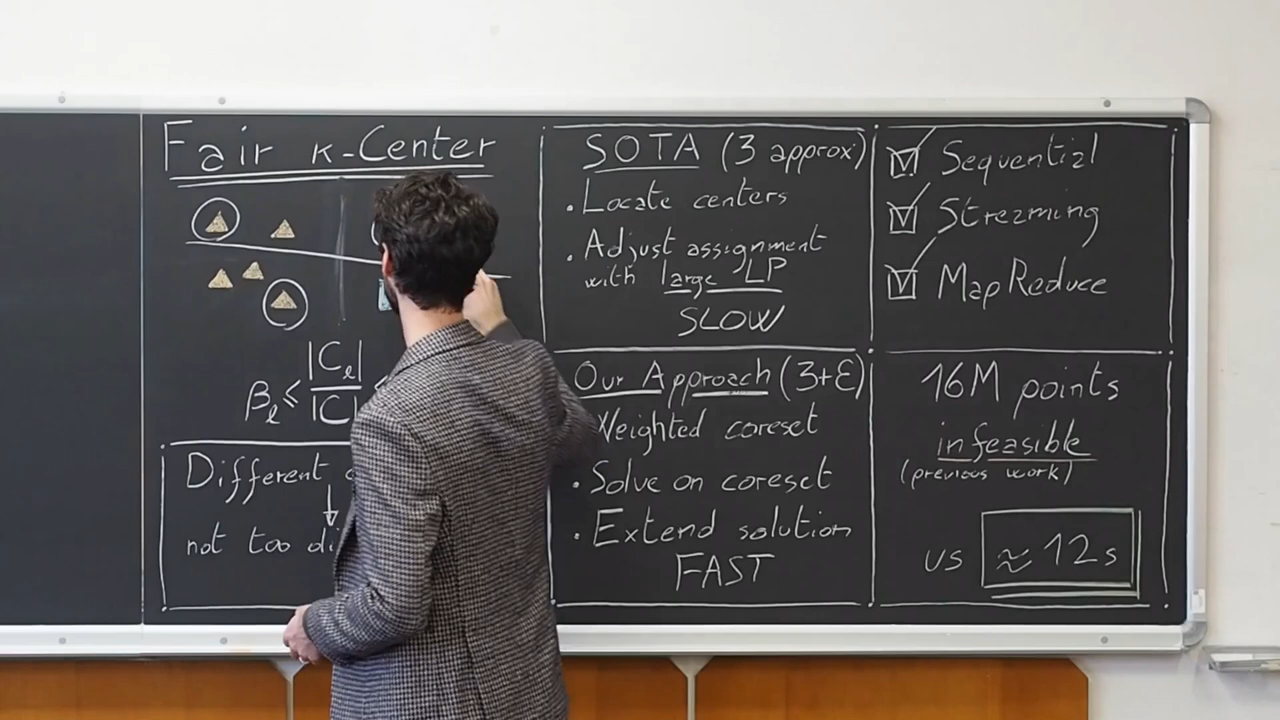 Fair k-Center
β_ℓ ≤ |C_ℓ| / |C|
Different
not too
SOTA (3 approx)
. Locate centers
. Adjust assignment
with large LP
SLOW
Our Approach (3+ε)
Weighted coreset
. Solve on coreset
. Extend solution
FAST
Sequential
Streaming
MapReduce
16M points
infeasible
(previous work)
us ≈ 12s